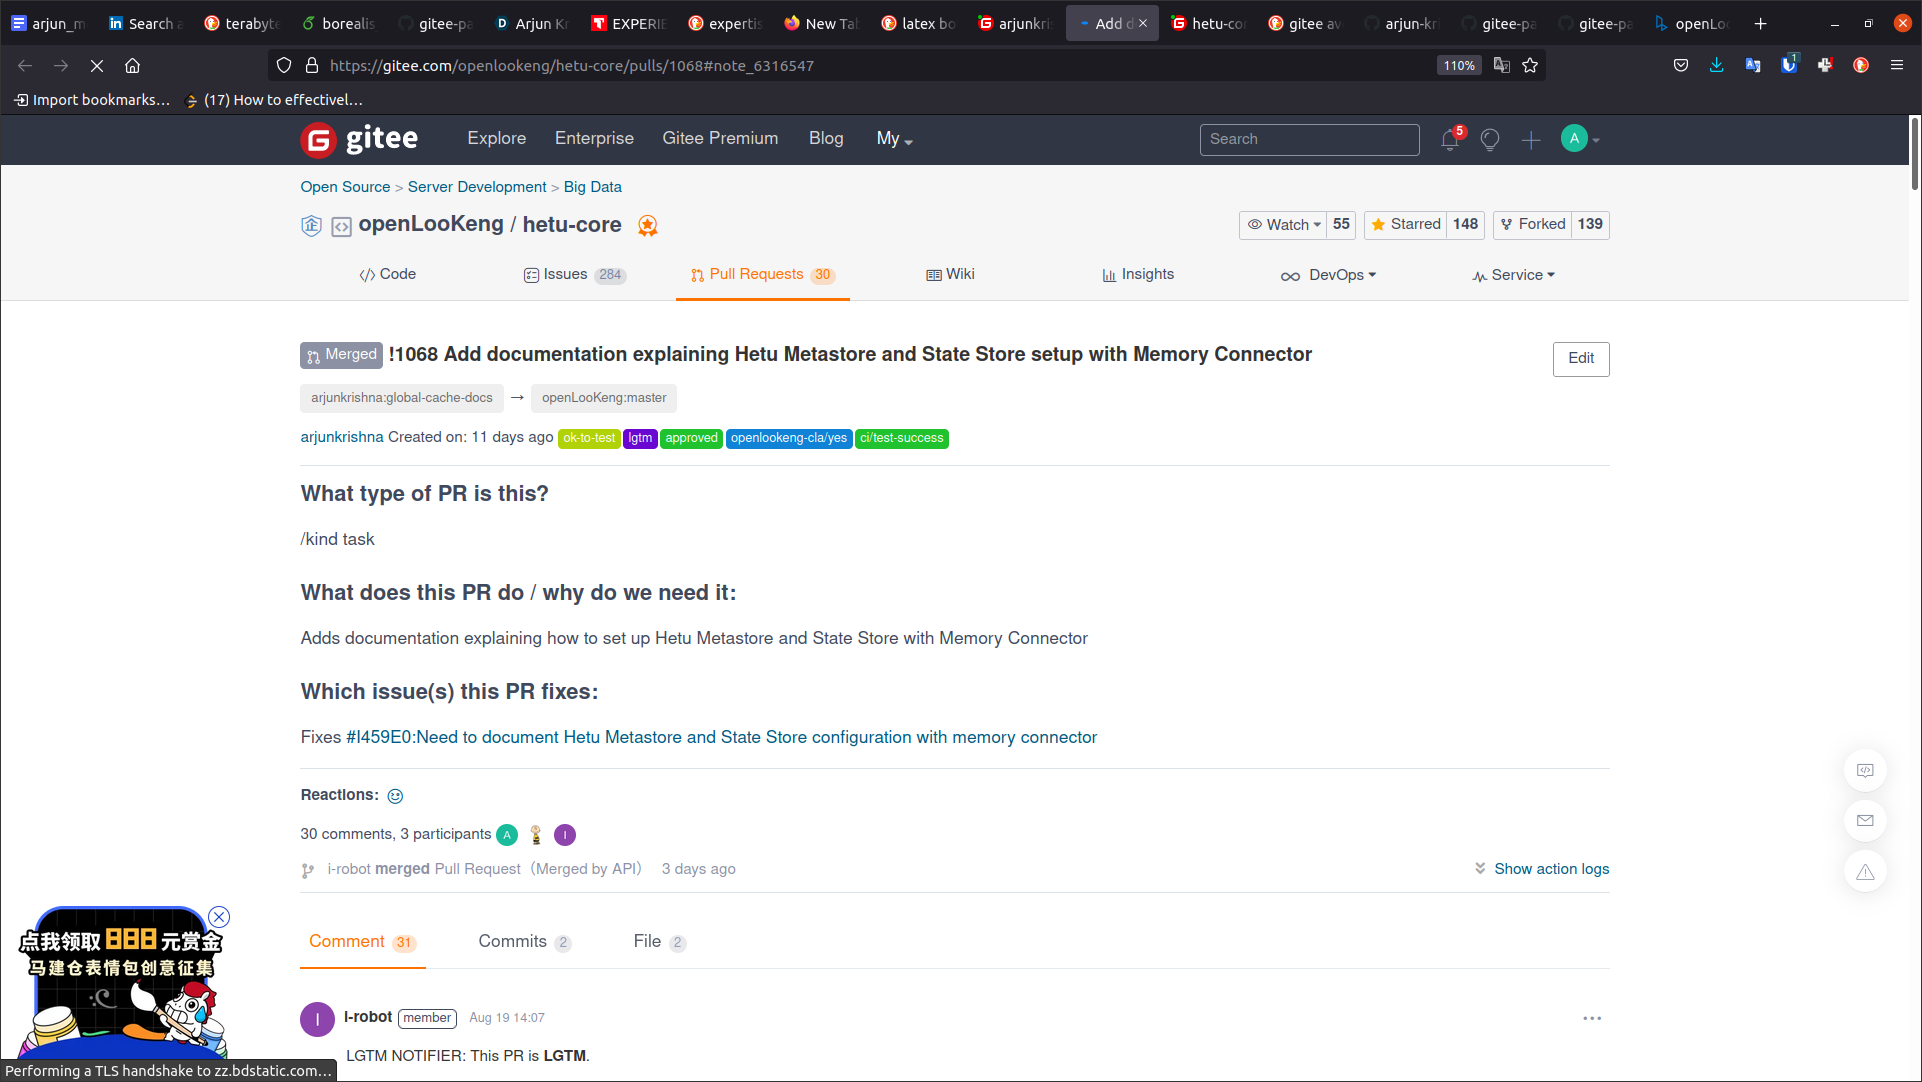 arjun_m
Search a
terabyte
borealis
gitee-pa
Arjun Kr
EXPERIE
expertis
New Tab
latex bo
arjunkris
Add d
hetu-cor
gitee av
arjun-kri
gitee-pa
gitee-pa
openLoo
https://gitee.com/openlookeng/hetu-core/pulls/1068#note_6316547
110%
1
Import bookmarks…
(17) How to effectivel…
gitee
Explore
Enterprise
Gitee Premium
Blog
My
Search
5
A
Open Source > Server Development > Big Data
企
openLooKeng / hetu-core
Watch 55
Starred 148
Forked 139
Code
Issues 284
Pull Requests 30
Wiki
Insights
DevOps
Service
Merged !1068 Add documentation explaining Hetu Metastore and State Store setup with Memory Connector
Edit
arjunkrishna:global-cache-docs → openLooKeng:master
arjunkrishna Created on: 11 days ago ok-to-test lgtm approved openlookeng-cla/yes ci/test-success
What type of PR is this?
/kind task
What does this PR do / why do we need it:
Adds documentation explaining how to set up Hetu Metastore and State Store with Memory Connector
Which issue(s) this PR fixes:
Fixes #I459E0:Need to document Hetu Metastore and State Store configuration with memory connector
Reactions:
30 comments, 3 participants A I
i-robot merged Pull Request（Merged by API） 3 days ago
Show action logs
Comment 31
Commits 2
File 2
I
i-robot member Aug 19 14:07
LGTM NOTIFIER: This PR is LGTM.
点我领取 888 元赏金
马建仓表情包创意征集
Performing a TLS handshake to zz.bdstatic.com…